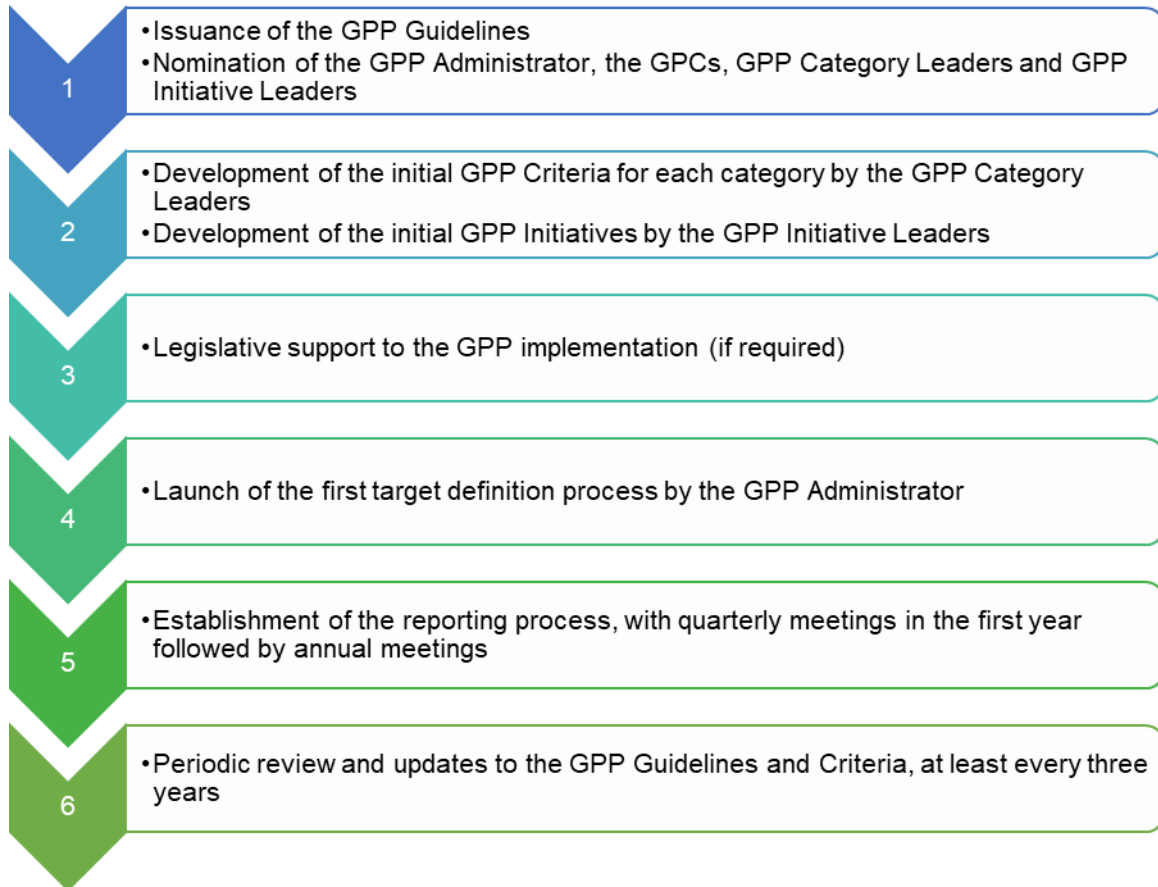 1
•Issuance of the GPP Guidelines
•Nomination of the GPP Administrator, the GPCs, GPP Category Leaders and GPP
Initiative Leaders
2
•Development of the initial GPP Criteria for each category by the GPP Category
Leaders
•Development of the initial GPP Initiatives by the GPP Initiative Leaders
3
•Legislative support to the GPP implementation (if required)
4
•Launch of the first target definition process by the GPP Administrator
5
•Establishment of the reporting process, with quarterly meetings in the first year
followed by annual meetings
6
•Periodic review and updates to the GPP Guidelines and Criteria, at least every three
years